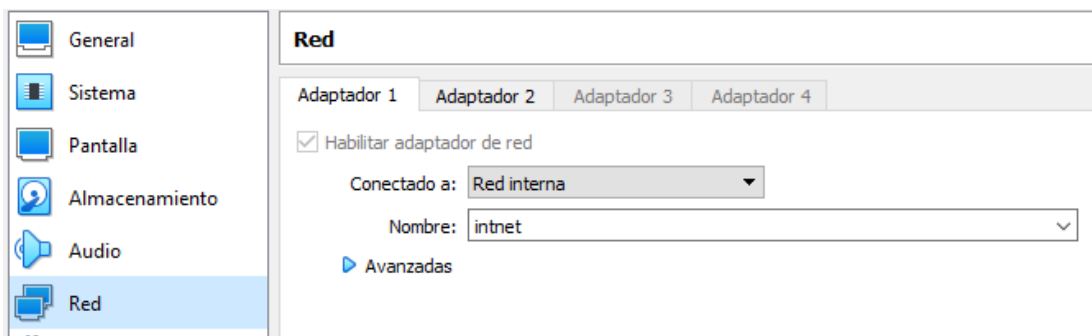 General
Sistema
Pantalla
Almacenamiento
Audio
Red
Red
Adaptador 1 Adaptador 2 Adaptador 3 Adaptador 4
Habilitar adaptador de red
Conectado a: Red interna
Nombre: intnet
Avanzadas